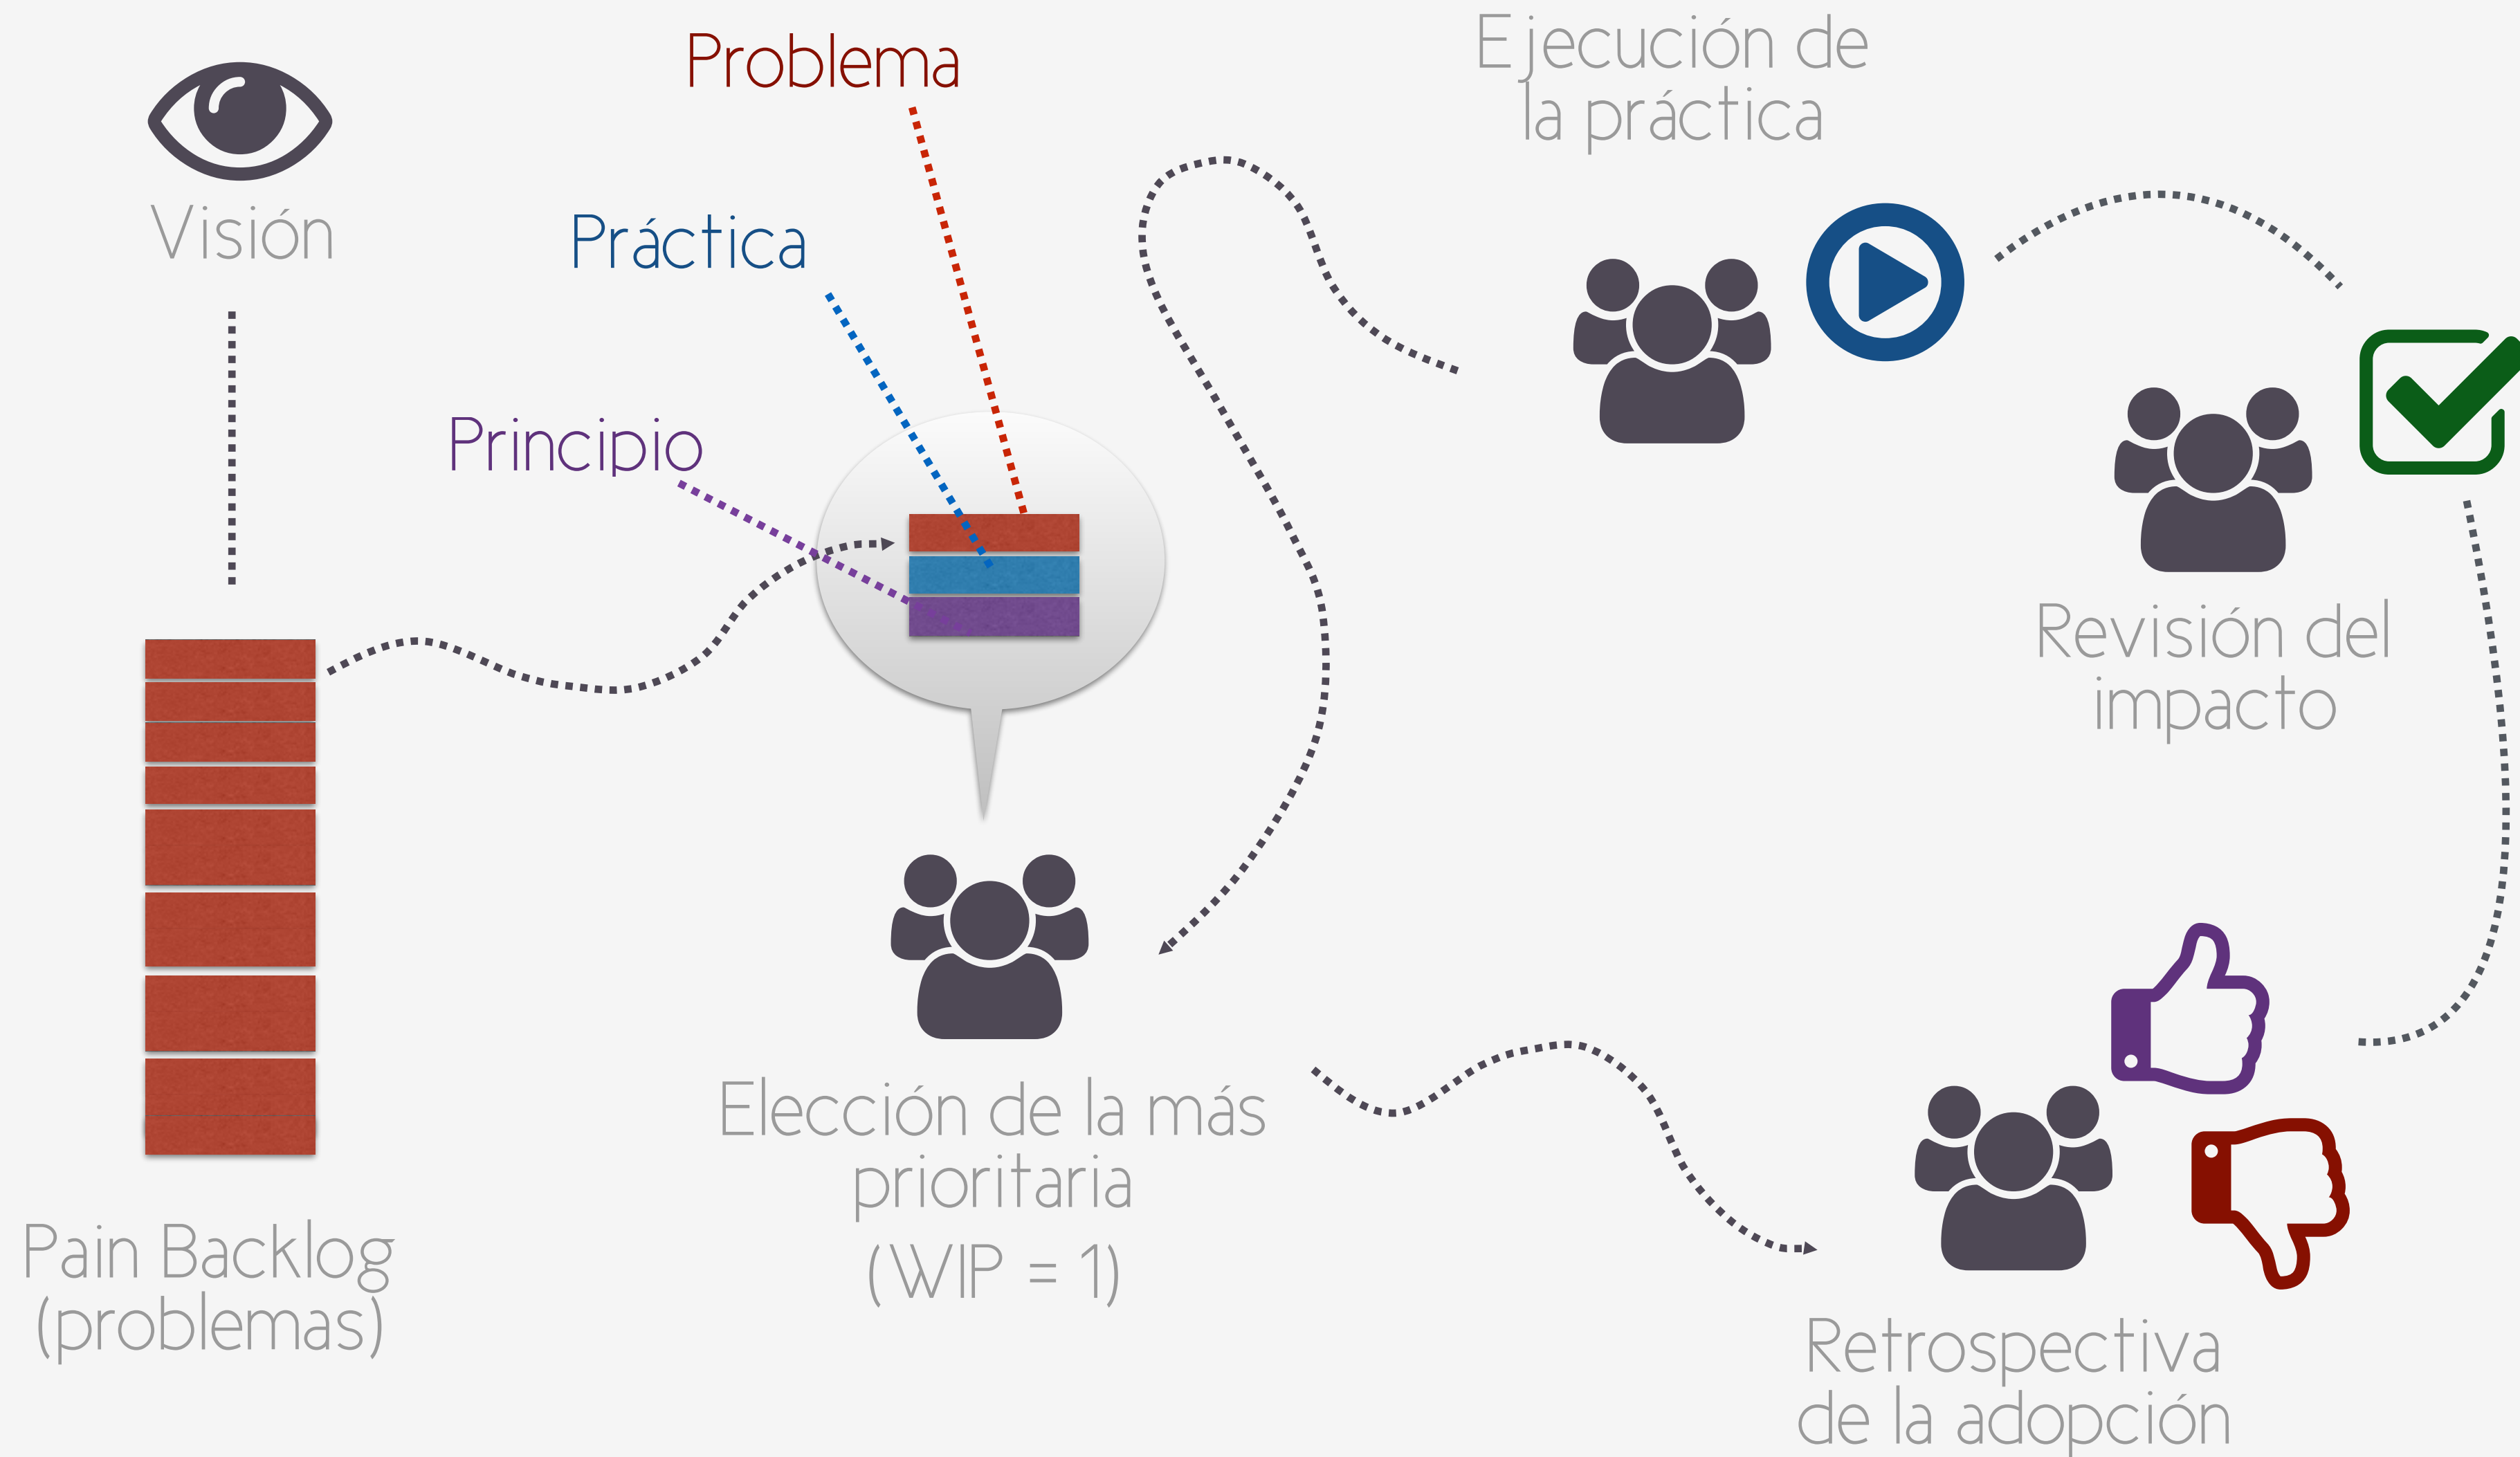 Visión
Problema
Práctica
Principio
Pain Backlog
(problemas)
Elección de la más
prioritaria
(WIP = 1)
Ejecución de
la práctica
Revisión del
impacto
Retrospectiva
de la adopción